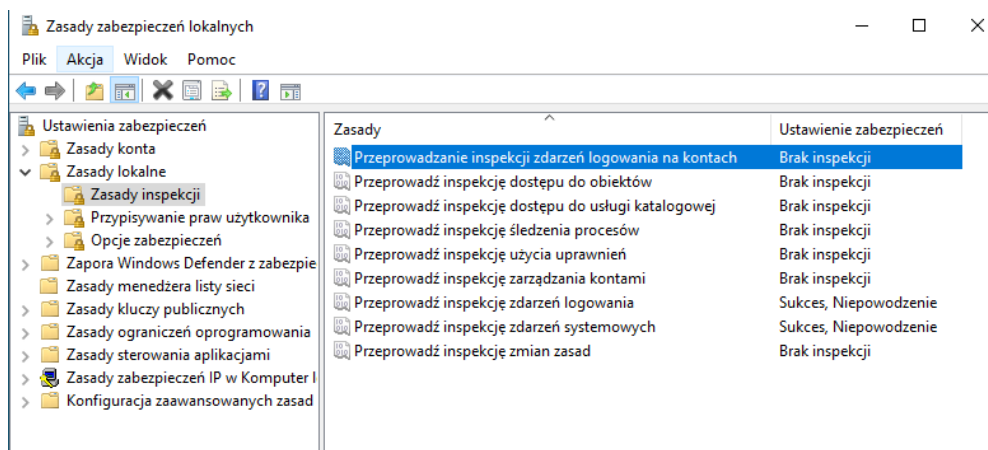 Zasady zabezpieczeń lokalnych
Plik Akcja Widok Pomoc
Ustawienia zabezpieczeń
Zasady konta
Zasady lokalne
Zasady inspekcji
Przypisywanie praw użytkownika
Opcje zabezpieczeń
Zapora Windows Defender z zabezpie
Zasady menedżera listy sieci
Zasady kluczy publicznych
Zasady ograniczeń oprogramowania
Zasady sterowania aplikacjami
Zasady zabezpieczeń IP w Komputer l
Konfiguracja zaawansowanych zasad
Zasady Ustawienie zabezpieczeń
Przeprowadzanie inspekcji zdarzeń logowania na kontach Brak inspekcji
Przeprowadź inspekcję dostępu do obiektów Brak inspekcji
Przeprowadź inspekcję dostępu do usługi katalogowej Brak inspekcji
Przeprowadź inspekcję śledzenia procesów Brak inspekcji
Przeprowadź inspekcję użycia uprawnień Brak inspekcji
Przeprowadź inspekcję zarządzania kontami Brak inspekcji
Przeprowadź inspekcję zdarzeń logowania Sukces, Niepowodzenie
Przeprowadź inspekcję zdarzeń systemowych Sukces, Niepowodzenie
Przeprowadź inspekcję zmian zasad Brak inspekcji